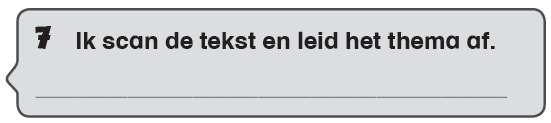 7 Ik scan de tekst en leid het thema af.